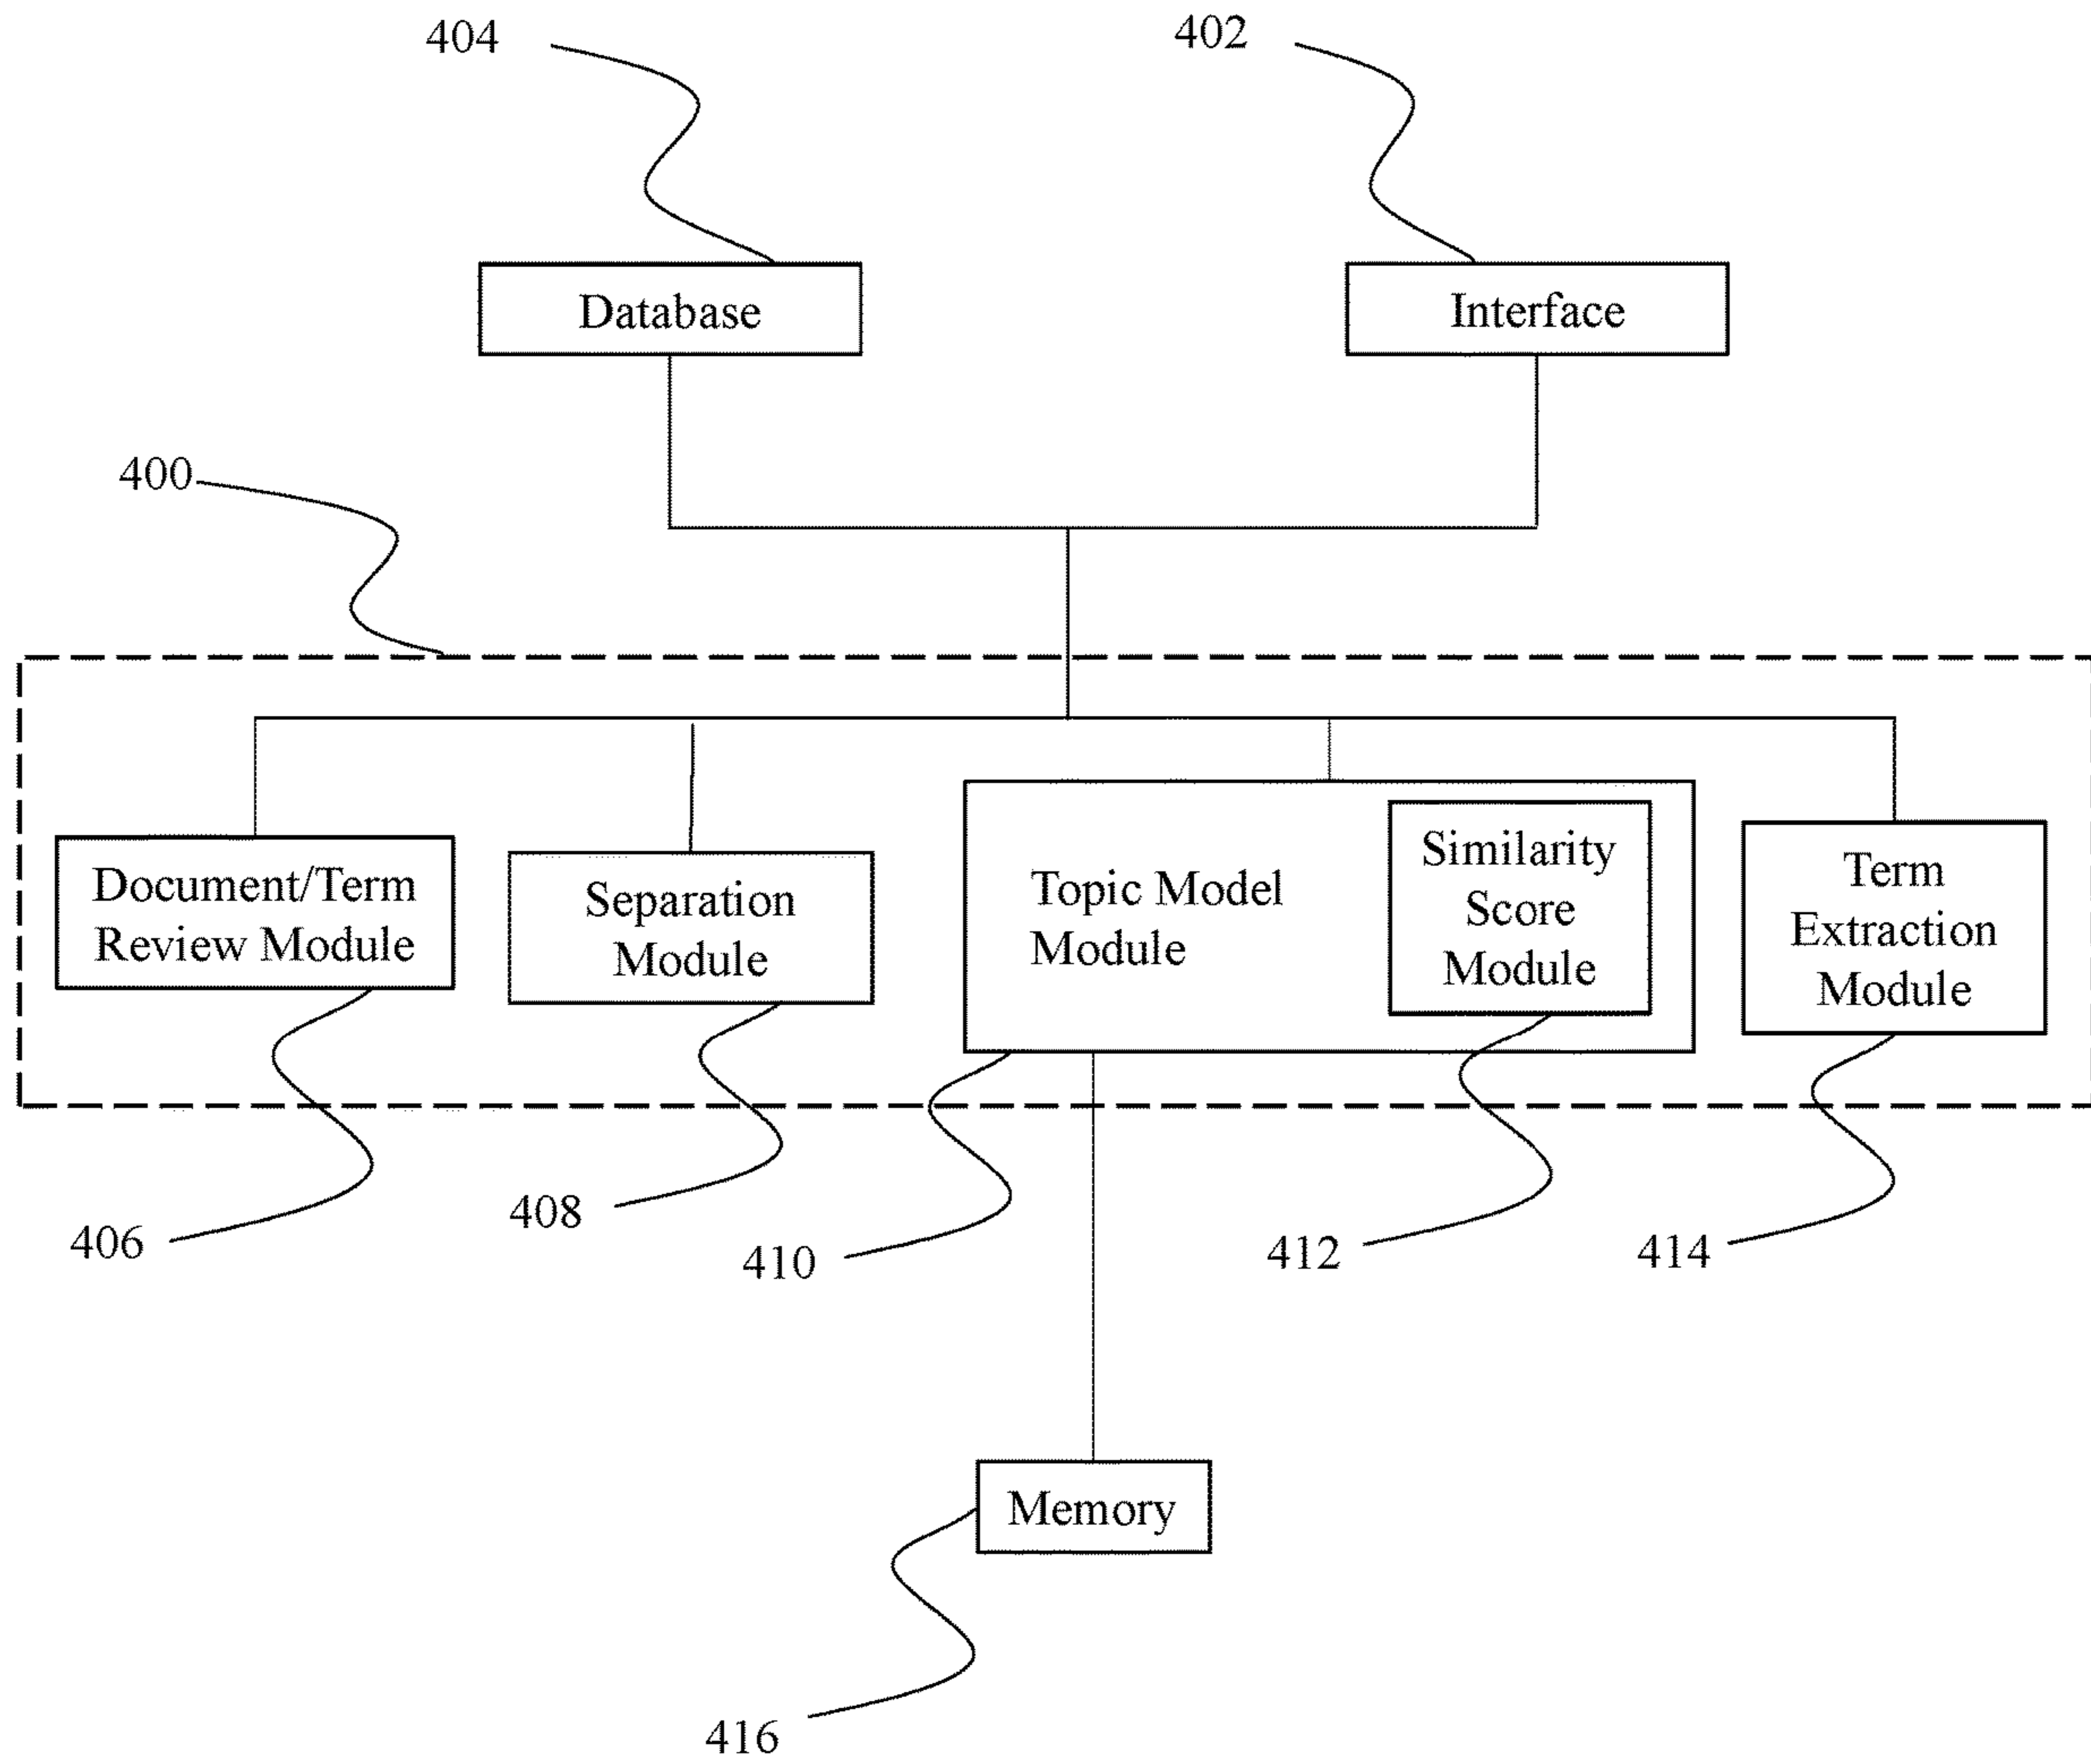 404
402
Database
Interface
400
Document/Term
Review Module
Separation
Module
Topic Model
Module
Similarity
Score
Module
Term
Extraction
Module
406
408
410
412
414
Memory
416